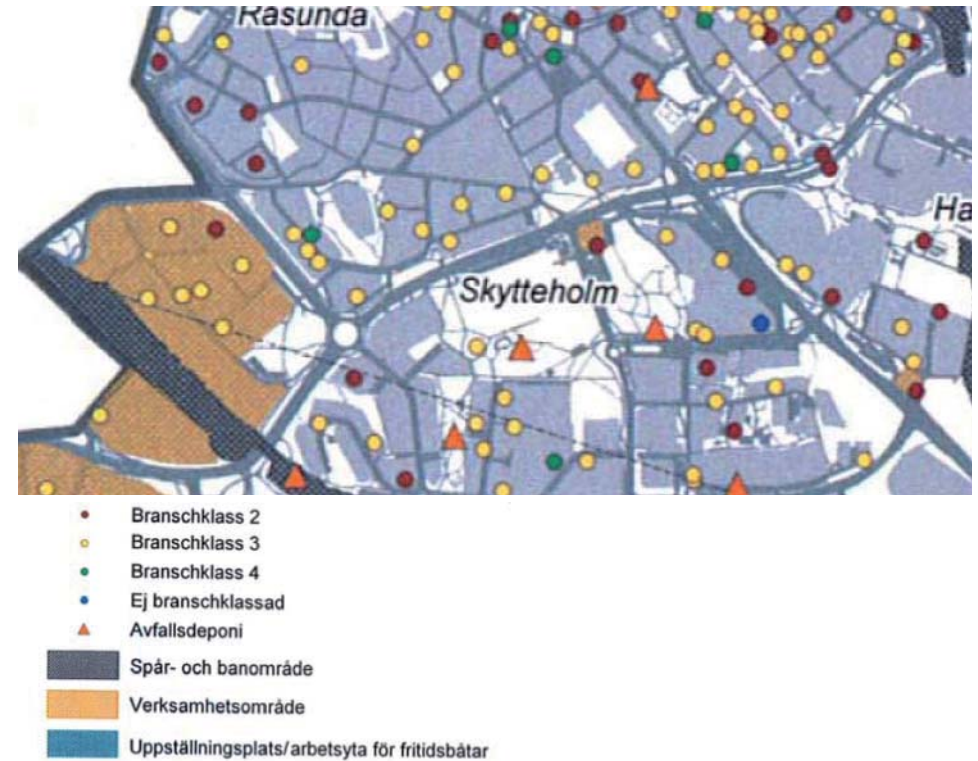 Råsunda
Ha
Skytteholm
Branschklass 2
Branschklass 3
Branschklass 4
Ej branschklassad
Avfallsdeponi
Spår- och banområde
Verksamhetsområde
Uppställningsplats/arbetsyta för fritidsbåtar